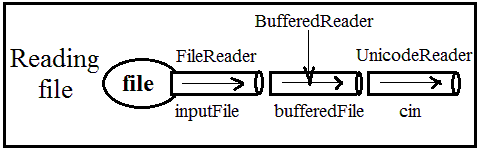 BufferedReader
Reading
file
file
FileReader
UnicodeReader
inputFile
bufferedFile
cin